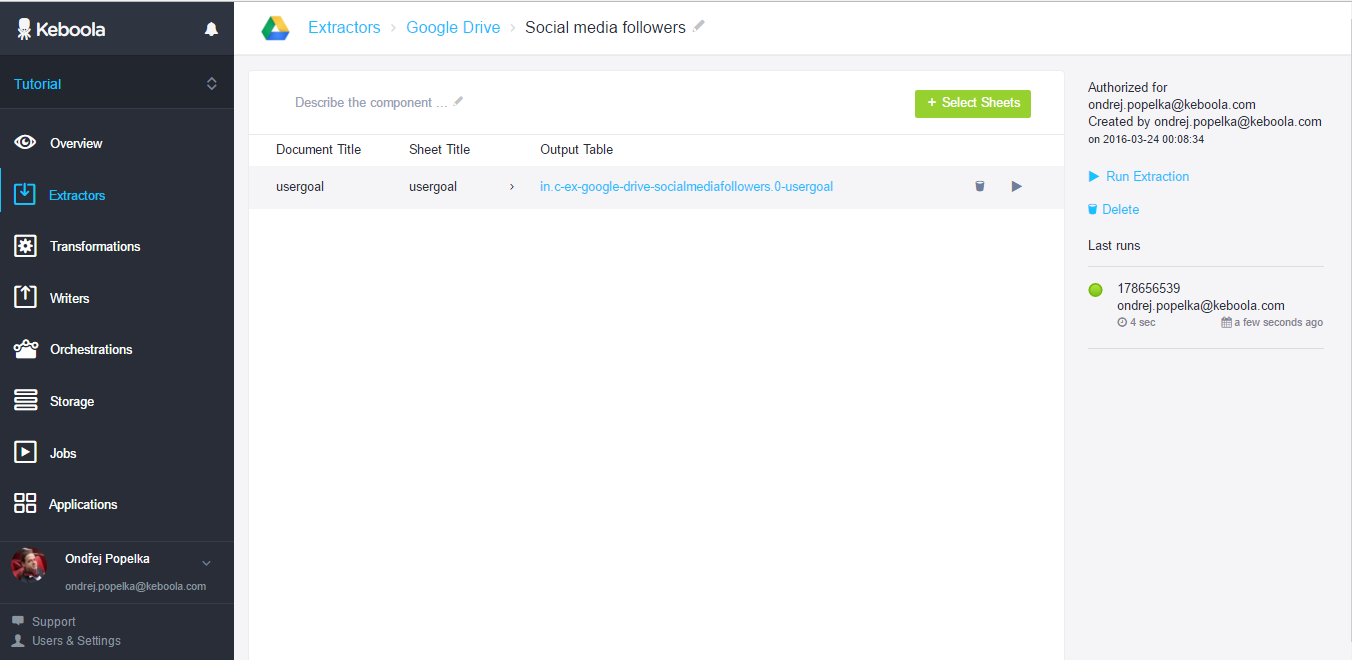 Keboola
Tutorial
Overview
Extractors
Transformations
Writers
Orchestrations
Storage
Jobs
Applications
Ondřej Popelka
ondrej.popelka@keboola.com
Support
Users & Settings
Extractors › Google Drive › Social media followers
Describe the component ...
+ Select Sheets
Document Title Sheet Title Output Table
usergoal usergoal › in.c-ex-google-drive-socialmediafollowers.0-usergoal
Authorized for
ondrej.popelka@keboola.com
Created by ondrej.popelka@keboola.com
on 2016-03-24 00:08:34
Run Extraction
Delete
Last runs
178656539
ondrej.popelka@keboola.com
4 sec a few seconds ago